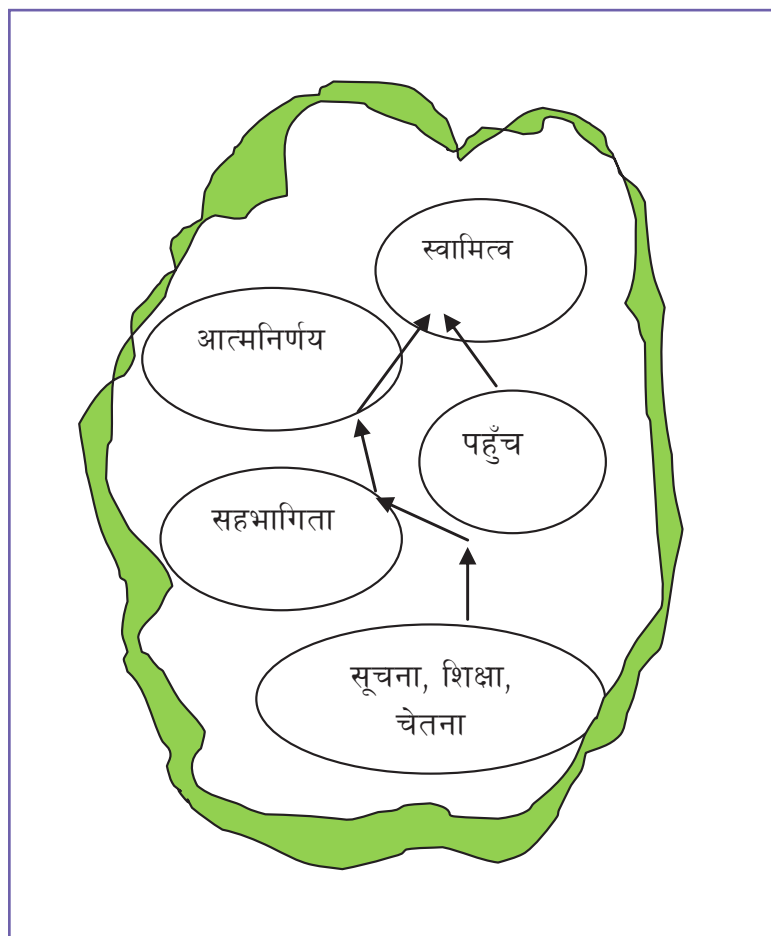 स्वामित्व
आत्मनिर्णय
पहुँच
सहभागिता
सूचना, शिक्षा,
चेतना